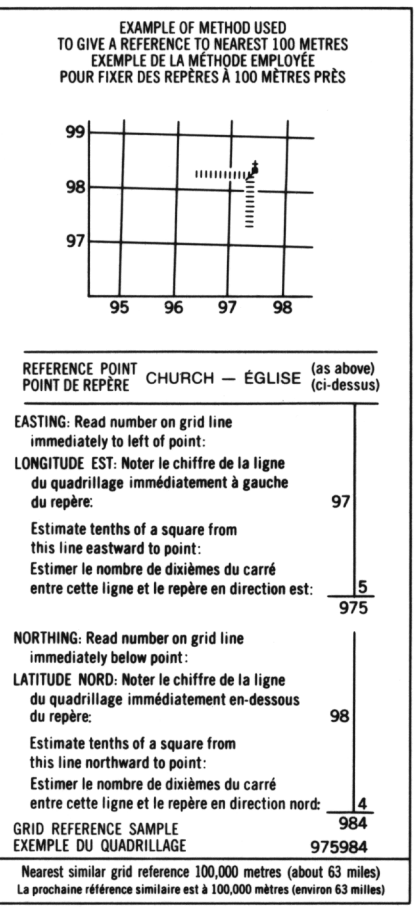 EXAMPLE OF METHOD USED
TO GIVE A REFERENCE TO NEAREST 100 METRES
EXEMPLE DE LA MÉTHODE EMPLOYÉE
POUR FIXER DES REPÈRES À 100 MÈTRES PRÈS
99
98
97
95 96 97 98
REFERENCE POINT
POINT DE REPÈRE
CHURCH — ÉGLISE
(as above)
(ci-dessus)
EASTING: Read number on grid line
immediately to left of point:
LONGITUDE EST: Noter le chiffre de la ligne
du quadrillage immédiatement à gauche
du repère: 97
Estimate tenths of a square from
this line eastward to point:
Estimer le nombre de dixièmes du carré
entre cette ligne et le repère en direction est: 5
975
NORTHING: Read number on grid line
immediately below point:
LATITUDE NORD: Noter le chiffre de la ligne
du quadrillage immédiatement en-dessous
du repère: 98
Estimate tenths of a square from
this line northward to point:
Estimer le nombre de dixièmes du carré
entre cette ligne et le repère en direction nord: 4
984
GRID REFERENCE SAMPLE
EXEMPLE DU QUADRILLAGE 975984
Nearest similar grid reference 100,000 metres (about 63 miles)
La prochaine référence similaire est à 100,000 mètres (environ 63 milles)